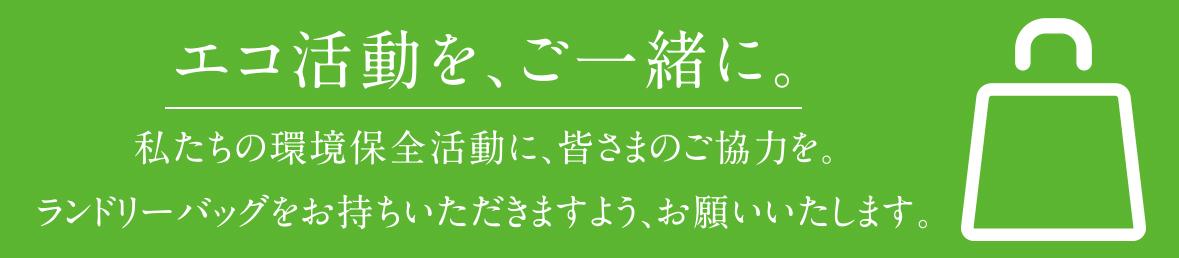 エコ活動を、ご一緒に。
私たちの環境保全活動に、皆さまのご協力を。
ランドリーバッグをお持ちいただきますよう、お願いいたします。